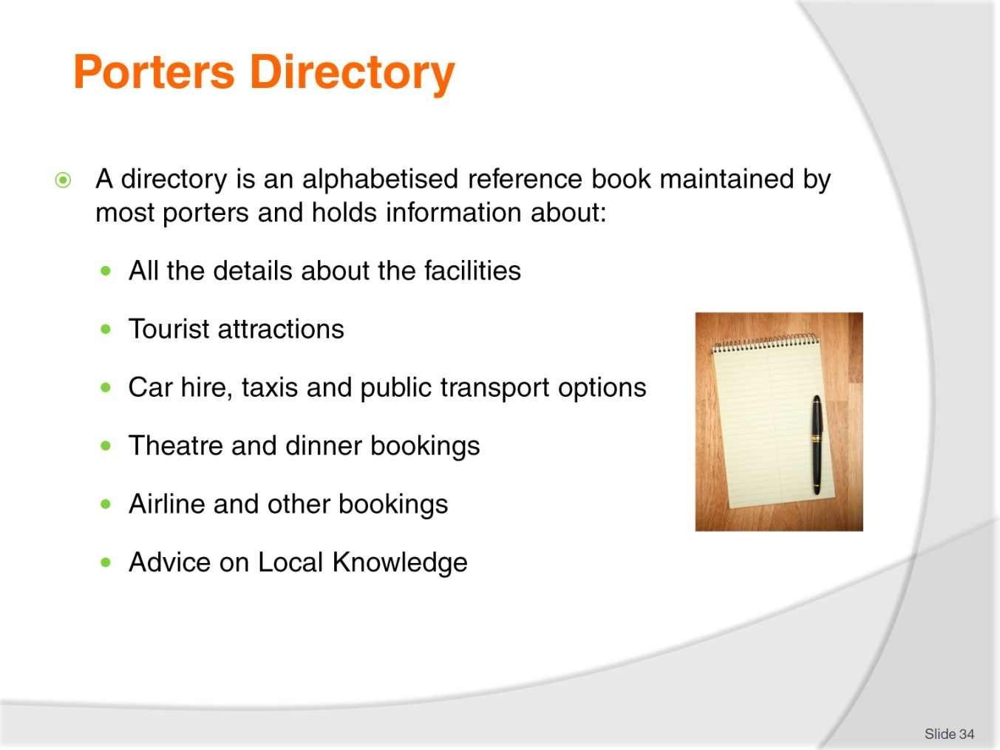 Porters Directory
A directory is an alphabetised reference book maintained by
most porters and holds information about:
All the details about the facilities
Tourist attractions
Car hire, taxis and public transport options
Theatre and dinner bookings
Airline and other bookings
Advice on Local Knowledge
Slide 34